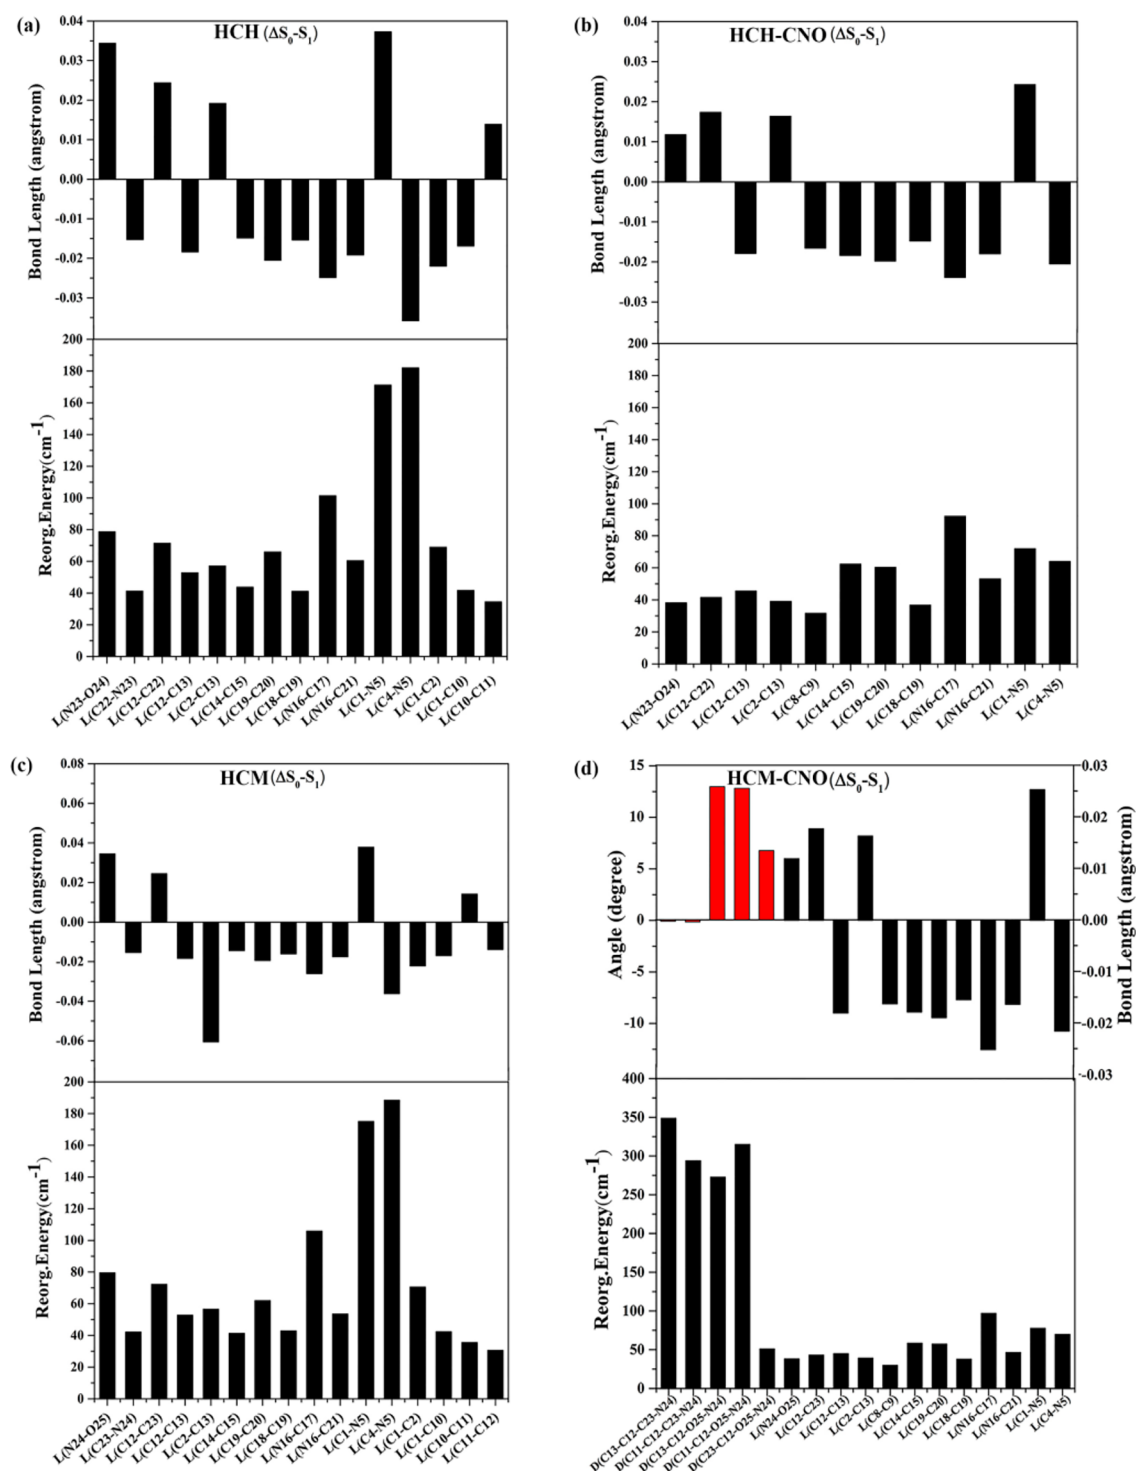 (a)
HCH (ΔS₀-S₁)
Bond Length (angstrom)
0.04
0.03
0.02
0.01
0.00
-0.01
-0.02
-0.03
Reorg.Energy(cm⁻¹)
200
180
160
140
120
100
80
60
40
20
0
L(N23-O24)
L(C22-N23)
L(C12-C22)
L(C12-C13)
L(C2-C13)
L(C14-C15)
L(C19-C20)
L(C18-C19)
L(N16-C17)
L(N16-C21)
L(C1-N5)
L(C4-N5)
L(C1-C2)
L(C1-C10)
L(C10-C11)
(b)
HCH-CNO (ΔS₀-S₁)
Bond Length (angstrom)
0.04
0.03
0.02
0.01
0.00
-0.01
-0.02
-0.03
Reorg.Energy(cm⁻¹)
200
180
160
140
120
100
80
60
40
20
0
L(N23-O24)
L(C12-C22)
L(C12-C13)
L(C2-C13)
L(C8-C9)
L(C14-C15)
L(C19-C20)
L(C18-C19)
L(N16-C17)
L(N16-C21)
L(C1-N5)
L(C4-N5)
(c)
HCM (ΔS₀-S₁)
Bond Length (angstrom)
0.08
0.06
0.04
0.02
0.00
-0.02
-0.04
-0.06
Reorg.Energy(cm⁻¹)
200
180
160
140
120
100
80
60
40
20
0
L(N24-O25)
L(C23-N24)
L(C12-C23)
L(C12-C13)
L(C2-C13)
L(C14-C15)
L(C19-C20)
L(C18-C19)
L(N16-C17)
L(N16-C21)
L(C1-N5)
L(C4-N5)
L(C1-C2)
L(C1-C10)
L(C10-C11)
L(C11-C12)
(d)
HCM-CNO (ΔS₀-S₁)
Angle (degree)
15
10
5
0
-5
-10
Bond Length (angstrom)
0.03
-0.02
-0.01
-0.00
-0.01
-0.02
-0.03
Reorg.Energy(cm⁻¹)
400
350
300
250
200
150
100
50
0
D(C13-C12-C23-N24)
D(C11-C12-C23-N24)
D(C13-C12-O25-N24)
D(C11-C12-O25-N24)
D(C23-C12-O25-N24)
L(N24-O25)
L(C12-C23)
L(C12-C13)
L(C2-C13)
L(C8-C9)
L(C14-C15)
L(C19-C20)
L(C18-C19)
L(N16-C17)
L(N16-C21)
L(C1-N5)
L(C4-N5)